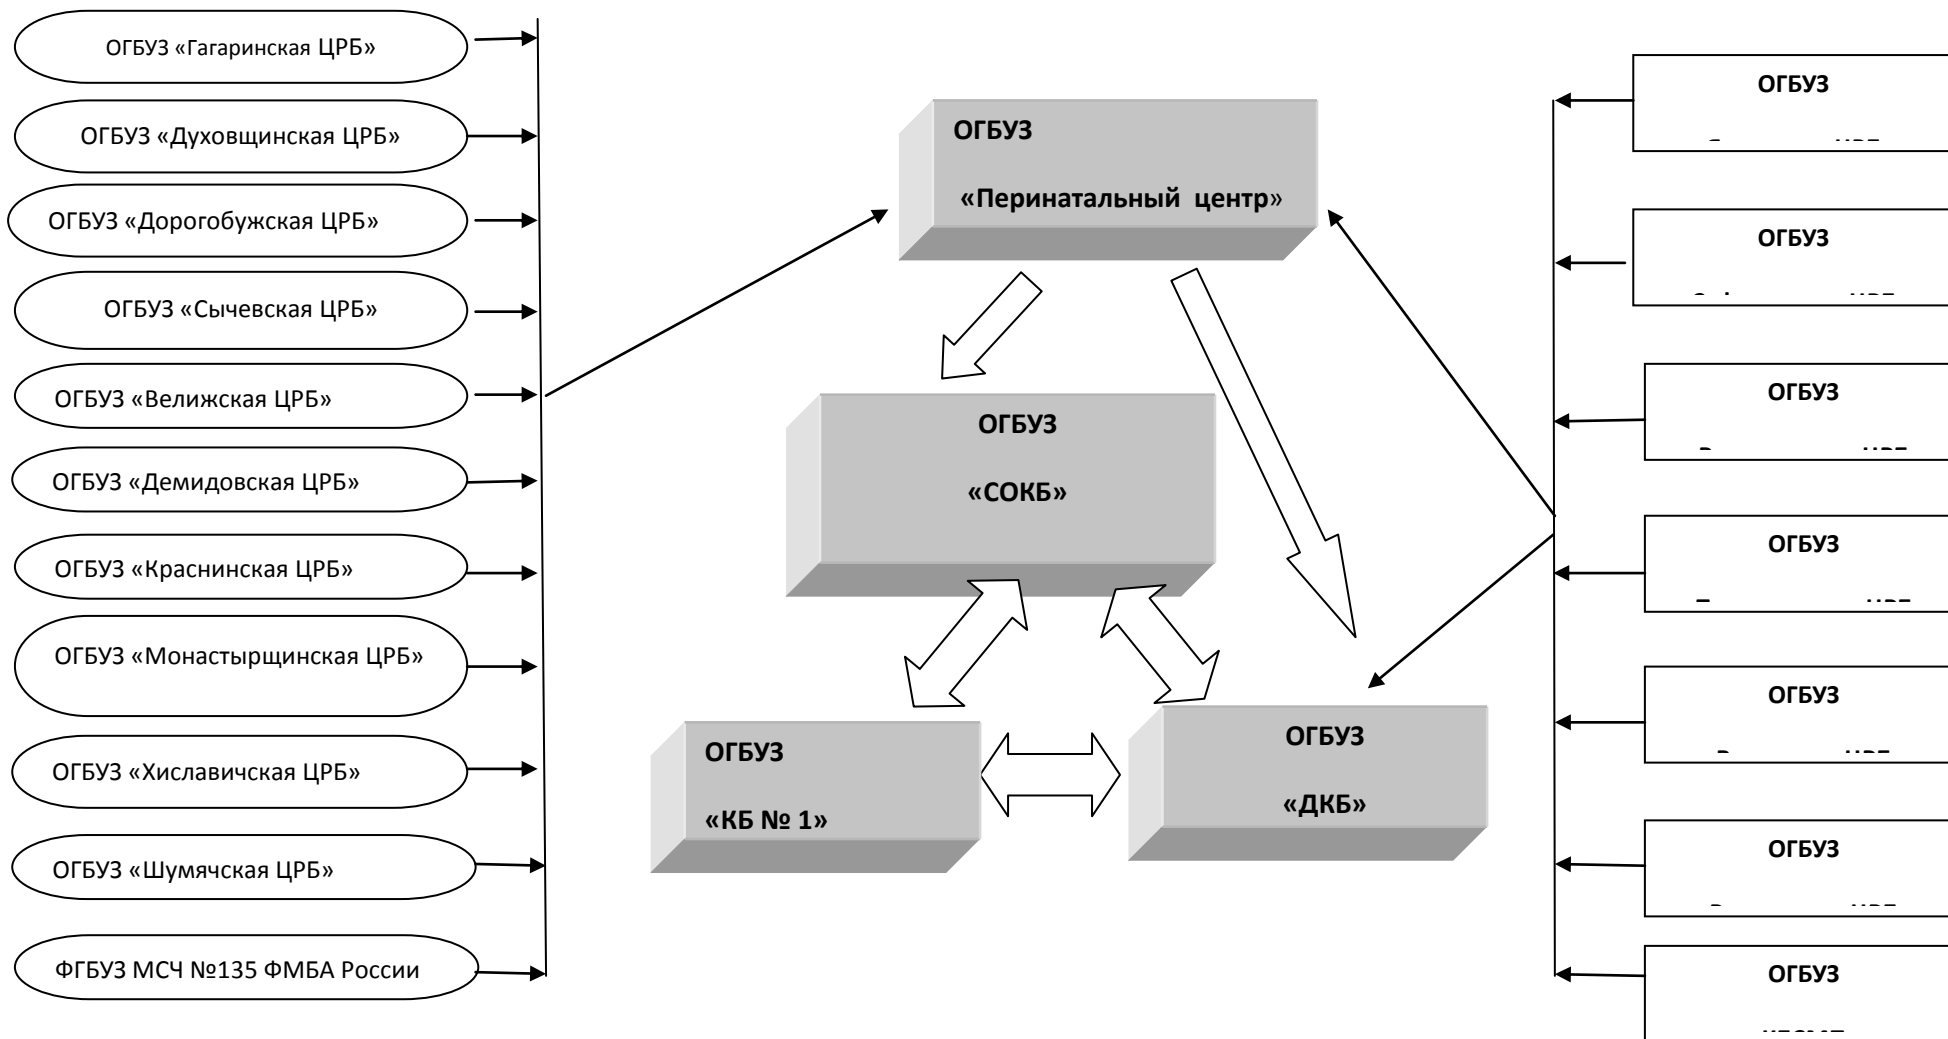 ОГБУЗ «Гагаринская ЦРБ»
ОГБУЗ «Духовщинская ЦРБ»
ОГБУЗ «Дорогобужская ЦРБ»
ОГБУЗ «Сычевская ЦРБ»
ОГБУЗ «Велижская ЦРБ»
ОГБУЗ «Демидовская ЦРБ»
ОГБУЗ «Краснинская ЦРБ»
ОГБУЗ «Монастырщинская ЦРБ»
ОГБУЗ «Хиславичская ЦРБ»
ОГБУЗ «Шумячская ЦРБ»
ФГБУЗ МСЧ №135 ФМБА России
ОГБУЗ
«Перинатальный центр»
ОГБУЗ
«СОКБ»
ОГБУЗ
«КБ № 1»
ОГБУЗ
«ДКБ»
ОГБУЗ
ОГБУЗ
ОГБУЗ
ОГБУЗ
ОГБУЗ
ОГБУЗ
ОГБУЗ